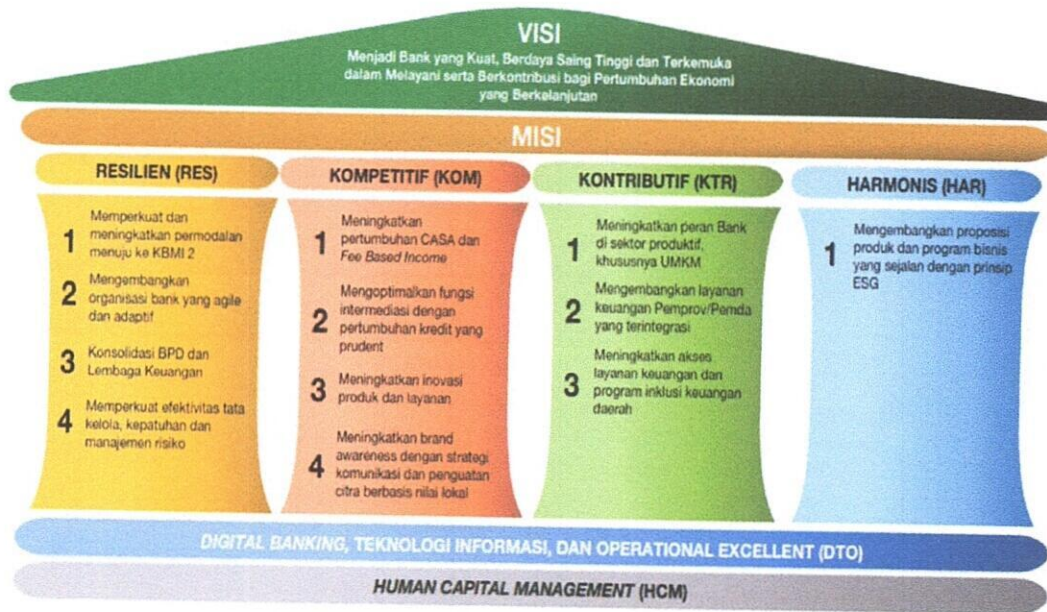 VISI
Menjadi Bank yang Kuat, Berdaya Saing Tinggi dan Terkemuka
dalam Melayani serta Berkontribusi bagi Pertumbuhan Ekonomi
yang Berkelanjutan
MISI
RESILIEN (RES)
1 Memperkuat dan
meningkatkan permodalan
menuju ke KBMI 2
2 Mengembangkan
organisasi bank yang agile
dan adaptif
3 Konsolidasi BPD dan
Lembaga Keuangan
4 Memperkuat efektivitas tata
kelola, kepatuhan dan
manajemen risiko
KOMPETITIF (KOM)
1 Meningkatkan
pertumbuhan CASA dan
Fee Based Income
2 Mengoptimalkan fungsi
intermediasi dengan
pertumbuhan kredit yang
prudent
3 Meningkatkan inovasi
produk dan layanan
4 Meningkatkan brand
awareness dengan strategi
komunikasi dan penguatan
citra berbasis nilai lokal
KONTRIBUTIF (KTR)
1 Meningkatkan peran Bank
di sektor produktif,
khususnya UMKM
2 Mengembangkan layanan
keuangan Pemprov/Pemda
yang terintegrasi
3 Meningkatkan akses
layanan keuangan dan
program inklusi keuangan
daerah
HARMONIS (HAR)
1 Mengembangkan proposisi
produk dan program bisnis
yang sejalan dengan prinsip
ESG
DIGITAL BANKING, TEKNOLOGI INFORMASI, DAN OPERATIONAL EXCELLENT (DTO)
HUMAN CAPITAL MANAGEMENT (HCM)